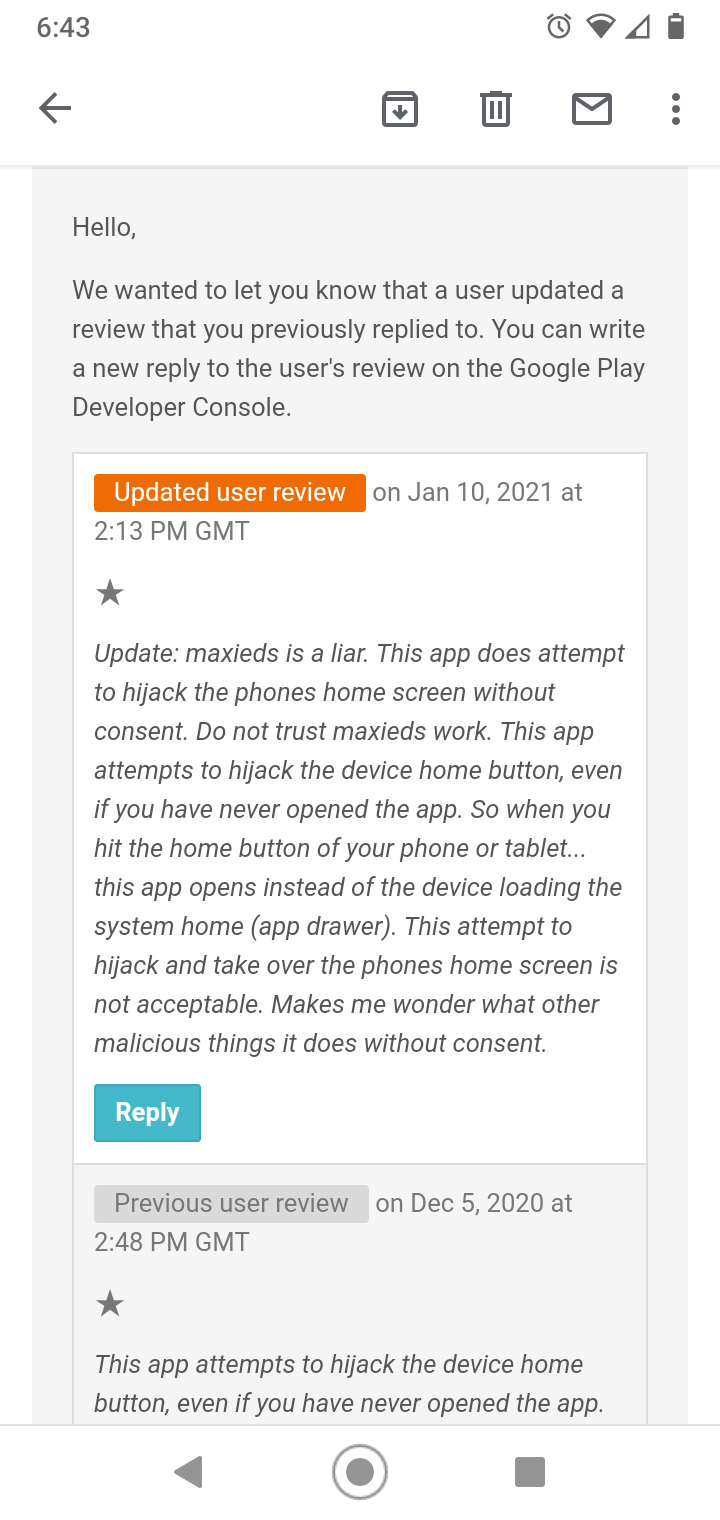 6:43
Hello,
We wanted to let you know that a user updated a
review that you previously replied to. You can write
a new reply to the user's review on the Google Play
Developer Console.
Updated user review on Jan 10, 2021 at
2:13 PM GMT
Update: maxieds is a liar. This app does attempt
to hijack the phones home screen without
consent. Do not trust maxieds work. This app
attempts to hijack the device home button, even
if you have never opened the app. So when you
hit the home button of your phone or tablet...
this app opens instead of the device loading the
system home (app drawer). This attempt to
hijack and take over the phones home screen is
not acceptable. Makes me wonder what other
malicious things it does without consent.
Reply
Previous user review on Dec 5, 2020 at
2:48 PM GMT
This app attempts to hijack the device home
button, even if you have never opened the app.